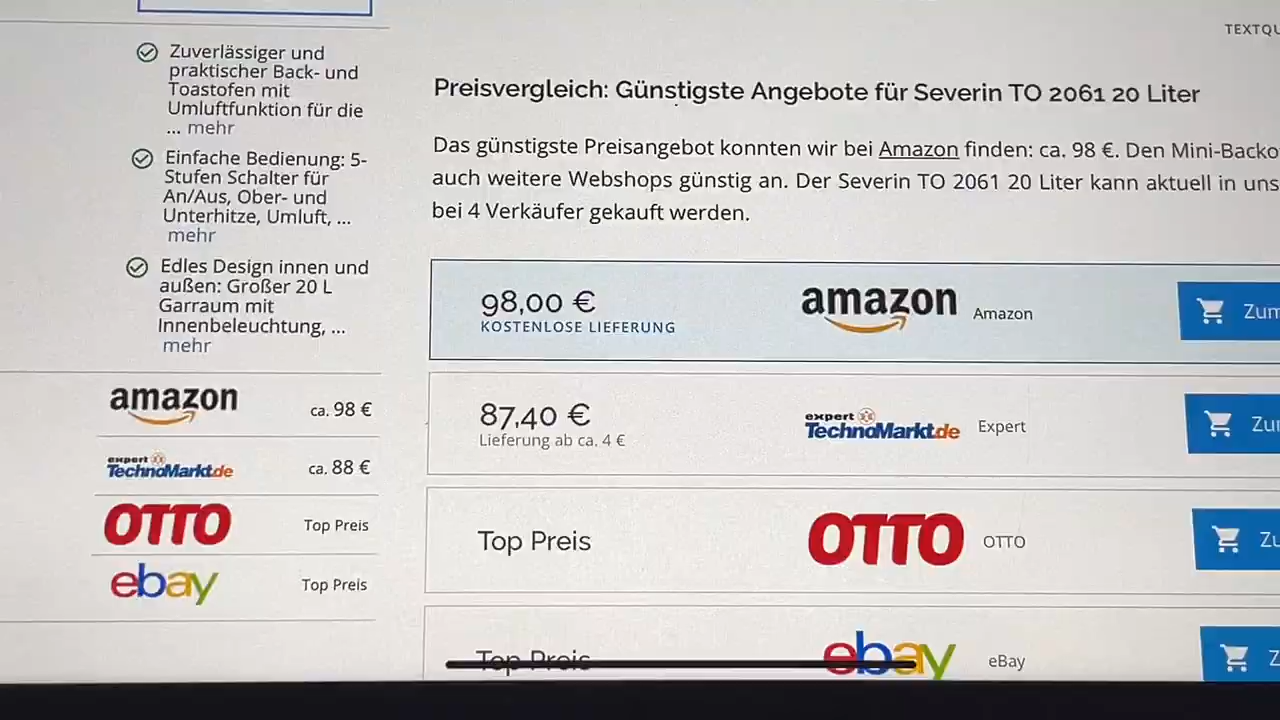 Zuverlässiger und
praktischer Back- und
Toastofen mit
Umluftfunktion für die
... mehr
Einfache Bedienung: 5-
Stufen Schalter für
An/Aus, Ober- und
Unterhitze, Umluft, ...
mehr
Edles Design innen und
außen: Großer 20 L
Garraum mit
Innenbeleuchtung, ...
mehr
amazon ca. 98 €
expert
TechnoMarkt.de ca. 88 €
OTTO Top Preis
ebay Top Preis
TEXTQU
Preisvergleich: Günstigste Angebote für Severin TO 2061 20 Liter
Das günstigste Preisangebot konnten wir bei Amazon finden: ca. 98 €. Den Mini-Backo
auch weitere Webshops günstig an. Der Severin TO 2061 20 Liter kann aktuell in uns
bei 4 Verkäufer gekauft werden.
98,00 € amazon Amazon Zum
KOSTENLOSE LIEFERUNG
87,40 € expert TechnoMarkt.de Expert Zu
Lieferung ab ca. 4 €
Top Preis OTTO OTTO Zu
Top Preis ebay eBay Z